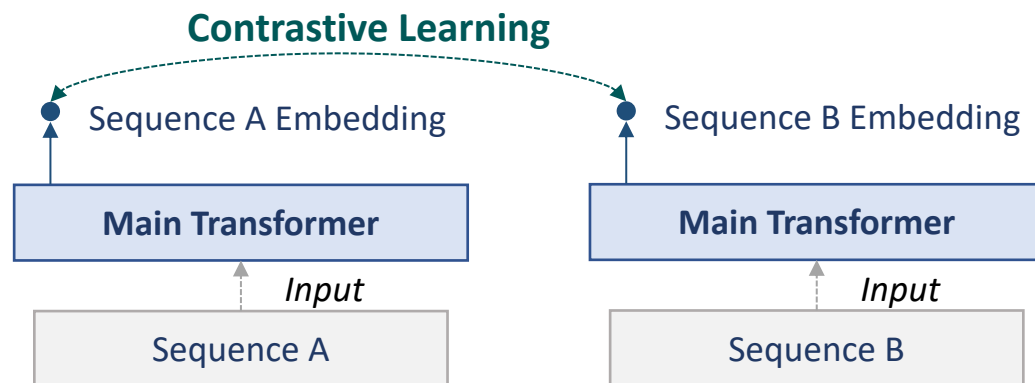 Contrastive Learning
Sequence A Embedding
Sequence B Embedding
Main Transformer
Main Transformer
Input
Input
Sequence A
Sequence B